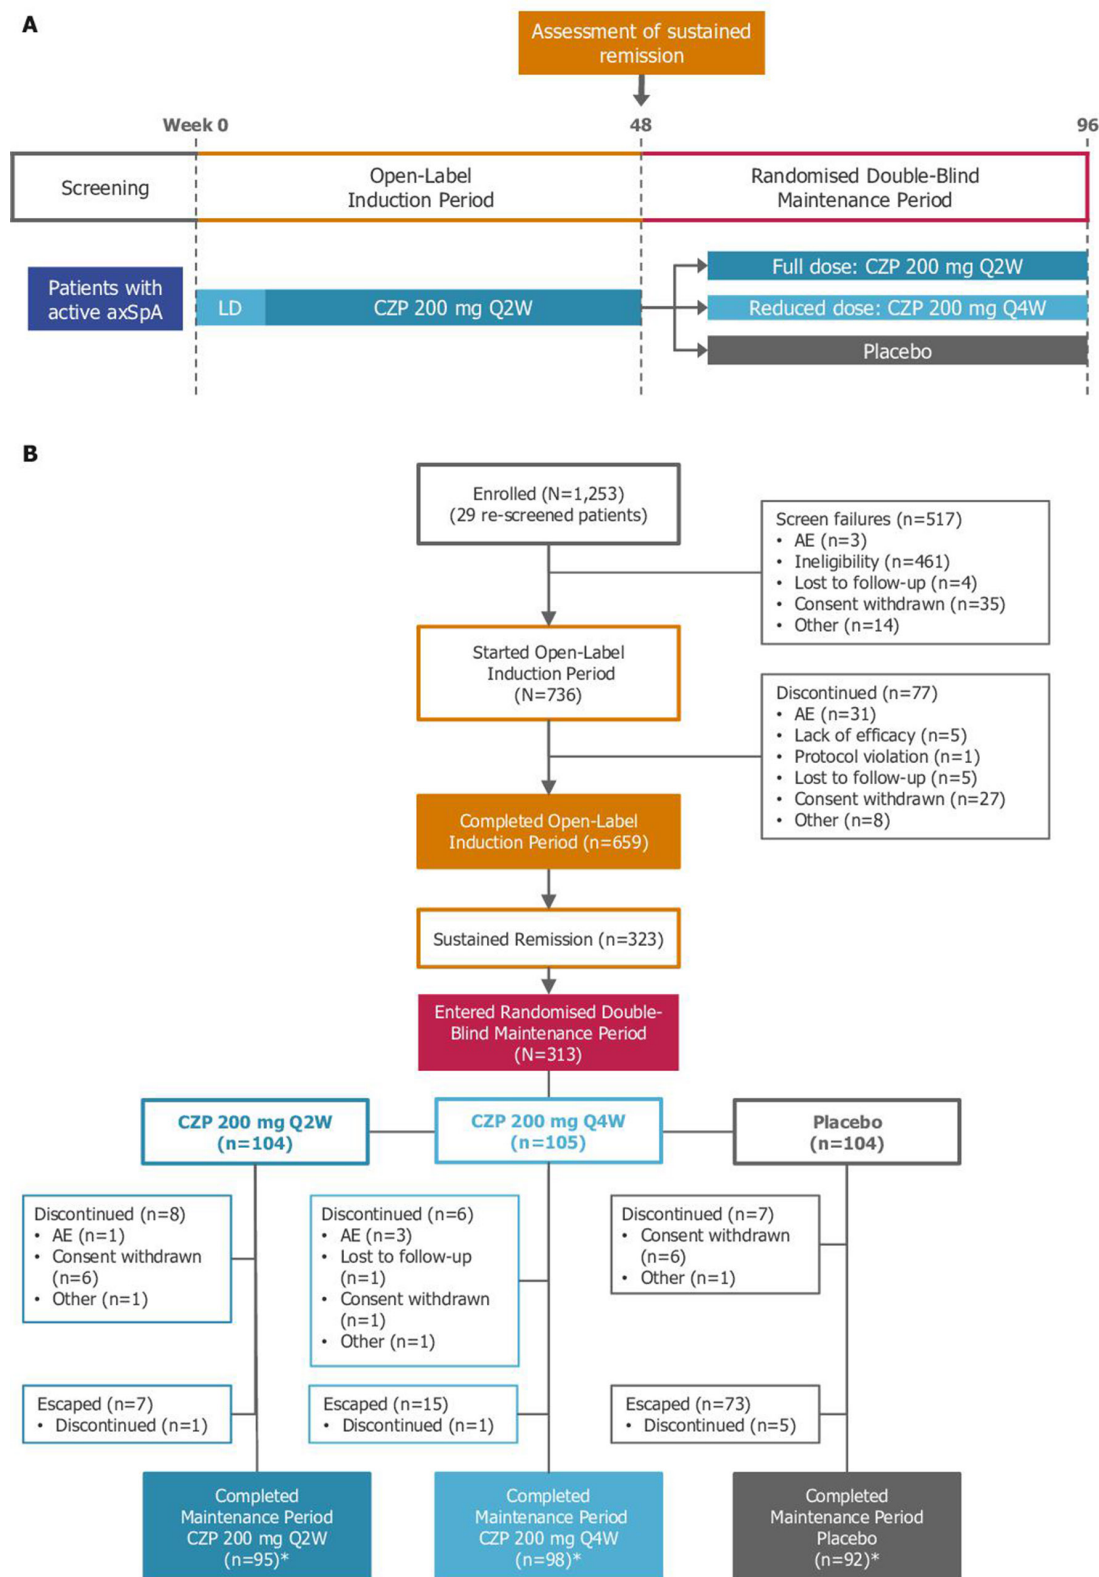 A
Assessment of sustained
remission
Week 0
48
96
Screening
Open-Label
Induction Period
Randomised Double-Blind
Maintenance Period
Patients with
active axSpA
LD
CZP 200 mg Q2W
Full dose: CZP 200 mg Q2W
Reduced dose: CZP 200 mg Q4W
Placebo
B
Enrolled (N=1,253)
(29 re-screened patients)
Screen failures (n=517)
• AE (n=3)
• Ineligibility (n=461)
• Lost to follow-up (n=4)
• Consent withdrawn (n=35)
• Other (n=14)
Started Open-Label
Induction Period
(N=736)
Discontinued (n=77)
• AE (n=31)
• Lack of efficacy (n=5)
• Protocol violation (n=1)
• Lost to follow-up (n=5)
• Consent withdrawn (n=27)
• Other (n=8)
Completed Open-Label
Induction Period (n=659)
Sustained Remission (n=323)
Entered Randomised Double-
Blind Maintenance Period
(N=313)
CZP 200 mg Q2W
(n=104)
CZP 200 mg Q4W
(n=105)
Placebo
(n=104)
Discontinued (n=8)
• AE (n=1)
• Consent withdrawn
(n=6)
• Other (n=1)
Discontinued (n=6)
• AE (n=3)
• Lost to follow-up
(n=1)
• Consent withdrawn
(n=1)
• Other (n=1)
Discontinued (n=7)
• Consent withdrawn
(n=6)
• Other (n=1)
Escaped (n=7)
• Discontinued (n=1)
Escaped (n=15)
• Discontinued (n=1)
Escaped (n=73)
• Discontinued (n=5)
Completed
Maintenance Period
CZP 200 mg Q2W
(n=95)*
Completed
Maintenance Period
CZP 200 mg Q4W
(n=98)*
Completed
Maintenance Period
Placebo
(n=92)*